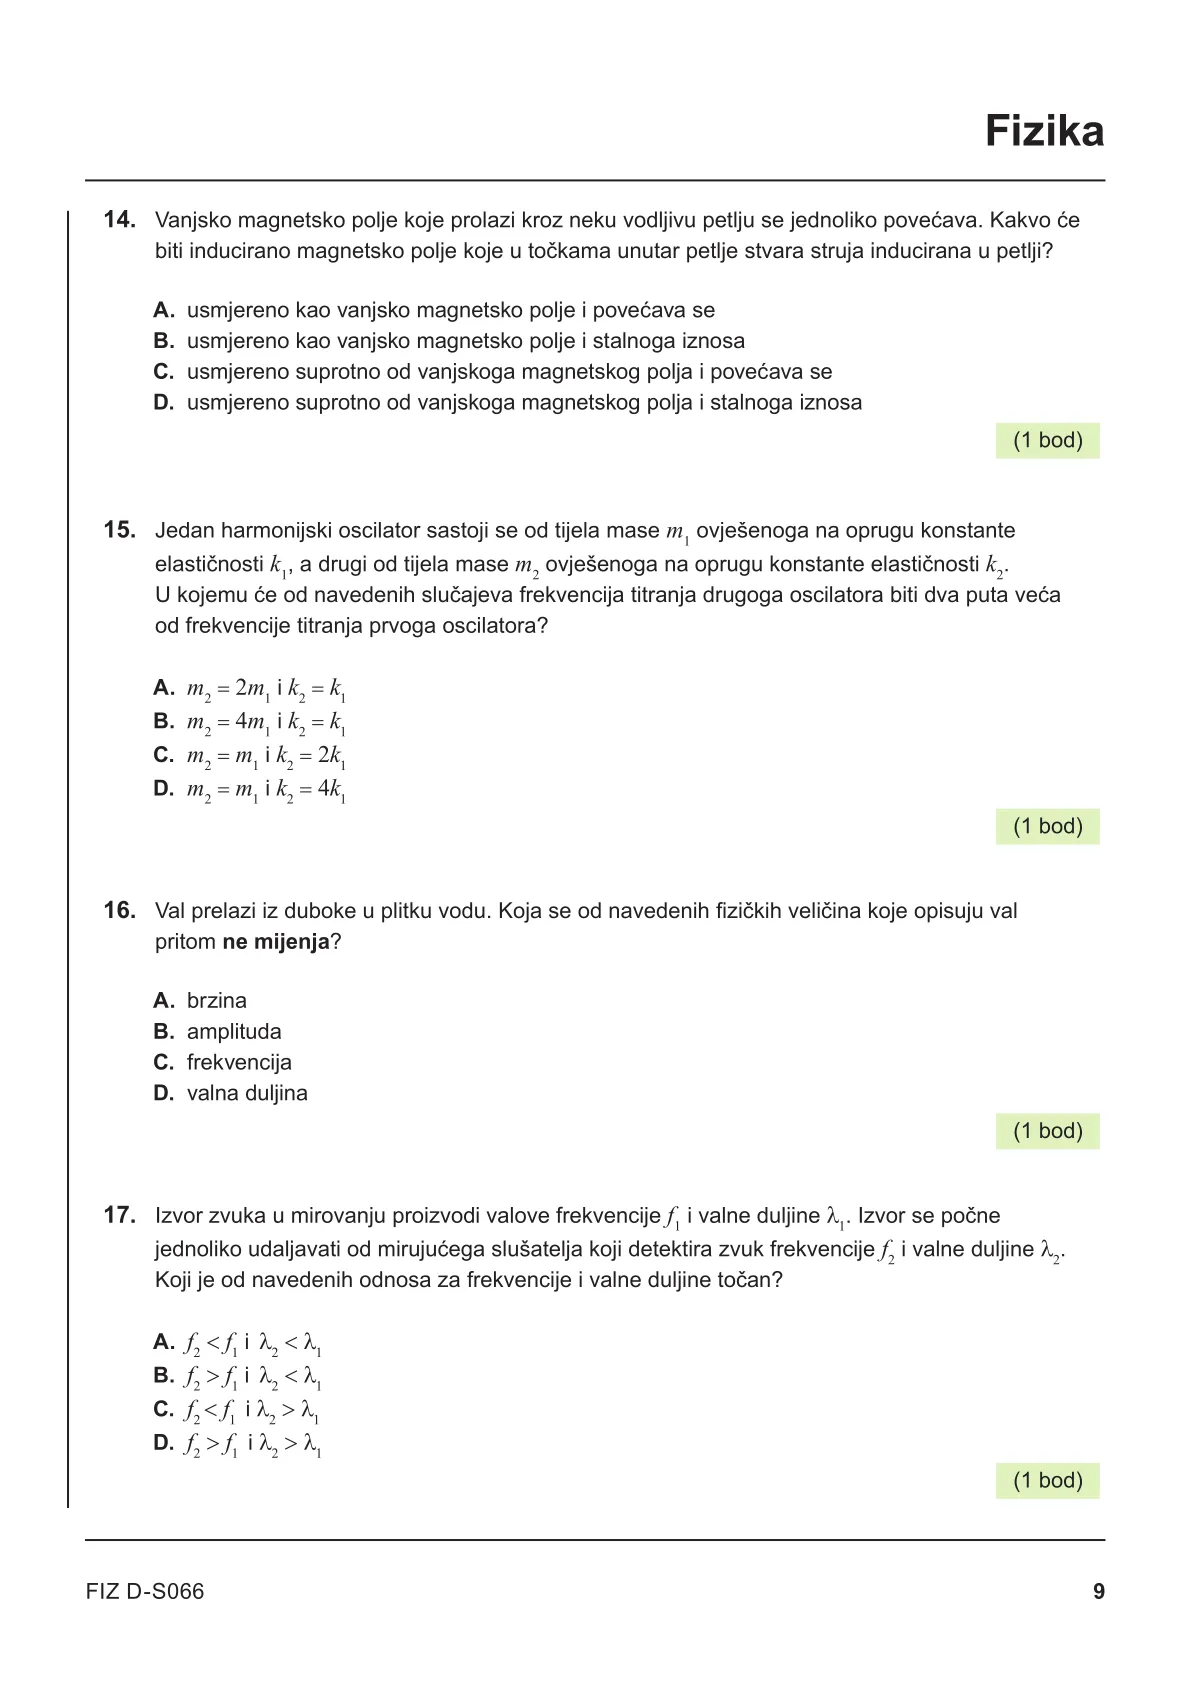 Fizika
14. Vanjsko magnetsko polje koje prolazi kroz neku vodljivu petlju se jednoliko povećava. Kakvo će
biti inducirano magnetsko polje koje u točkama unutar petlje stvara struja inducirana u petlji?
A. usmjereno kao vanjsko magnetsko polje i povećava se
B. usmjereno kao vanjsko magnetsko polje i stalnoga iznosa
C. usmjereno suprotno od vanjskoga magnetskog polja i povećava se
D. usmjereno suprotno od vanjskoga magnetskog polja i stalnoga iznosa
(1 bod)
15. Jedan harmonijski oscilator sastoji se od tijela mase m₁ ovješenoga na oprugu konstante
elastičnosti k₁, a drugi od tijela mase m₂ ovješenoga na oprugu konstante elastičnosti k₂.
U kojemu će od navedenih slučajeva frekvencija titranja drugoga oscilatora biti dva puta veća
od frekvencije titranja prvoga oscilatora?
A. m₂ = 2m₁ i k₂ = k₁
B. m₂ = 4m₁ i k₂ = k₁
C. m₂ = m₁ i k₂ = 2k₁
D. m₂ = m₁ i k₂ = 4k₁
(1 bod)
16. Val prelazi iz duboke u plitku vodu. Koja se od navedenih fizičkih veličina koje opisuju val
pritom ne mijenja?
A. brzina
B. amplituda
C. frekvencija
D. valna duljina
(1 bod)
17. Izvor zvuka u mirovanju proizvodi valove frekvencije f₁ i valne duljine λ₁. Izvor se počne
jednoliko udaljavati od mirujućega slušatelja koji detektira zvuk frekvencije f₂ i valne duljine λ₂.
Koji je od navedenih odnosa za frekvencije i valne duljine točan?
A. f₂ < f₁ i λ₂ < λ₁
B. f₂ > f₁ i λ₂ < λ₁
C. f₂ < f₁ i λ₂ > λ₁
D. f₂ > f₁ i λ₂ > λ₁
(1 bod)
FIZ D-S066
9